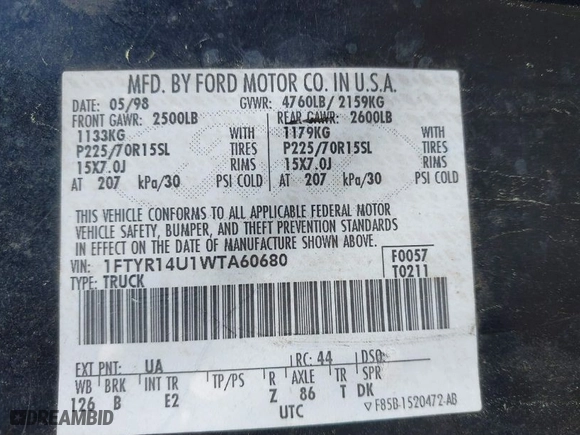 MFD. BY FORD MOTOR CO. IN U.S.A.
DATE: 05/98 GVWR: 4760LB/ 2159KG
FRONT GAWR: 2500LB REAR GAWR: 2600LB
1133KG WITH 1179KG WITH
P225/70R15SL TIRES P225/70R15SL TIRES
15X7.0J RIMS 15X7.0J RIMS
AT 207 kPa/30 PSI COLD AT 207 kPa/30 PSI COLD
THIS VEHICLE CONFORMS TO ALL APPLICABLE FEDERAL MOTOR
VEHICLE SAFETY, BUMPER, AND THEFT PREVENTION STANDARDS
IN EFFECT ON THE DATE OF MANUFACTURE SHOWN ABOVE.
VIN: 1FTYR14U1WTA60680 F0057
TYPE: TRUCK T0211
EXT PNT: UA RC: 44 DSO:
WB BRK INT TR TP/PS R AXLE TR SPR
126 B E2 Z 86 T DK
UTC F85B-1520472-AB
DREAMBID